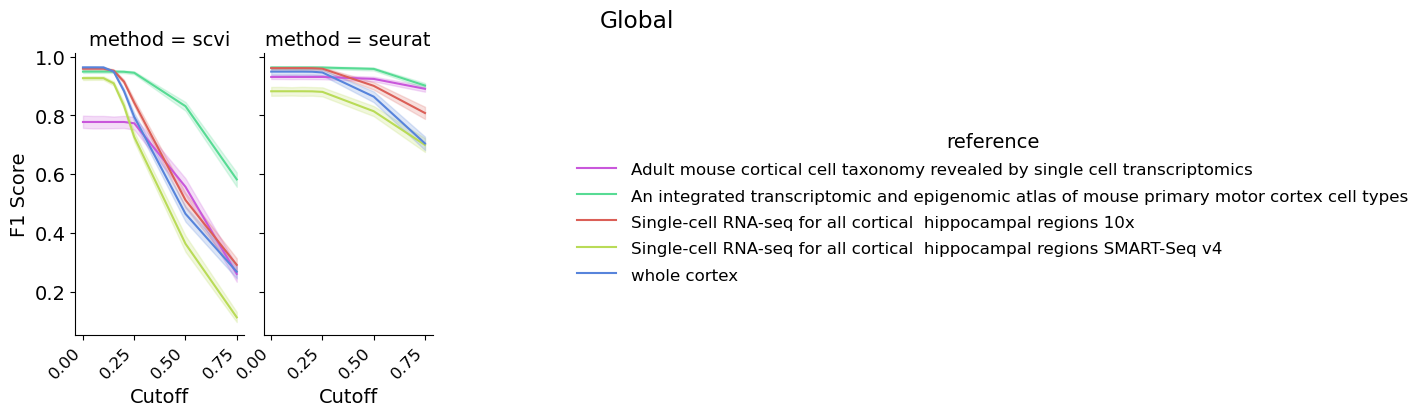 Global
method = scvi
method = seurat
1.0
0.8
0.6
0.4
0.2
F1 Score
0.00
0.25
0.50
0.75
0.00
0.25
0.50
0.75
Cutoff
Cutoff
reference
Adult mouse cortical cell taxonomy revealed by single cell transcriptomics
An integrated transcriptomic and epigenomic atlas of mouse primary motor cortex cell types
Single-cell RNA-seq for all cortical  hippocampal regions 10x
Single-cell RNA-seq for all cortical  hippocampal regions SMART-Seq v4
whole cortex